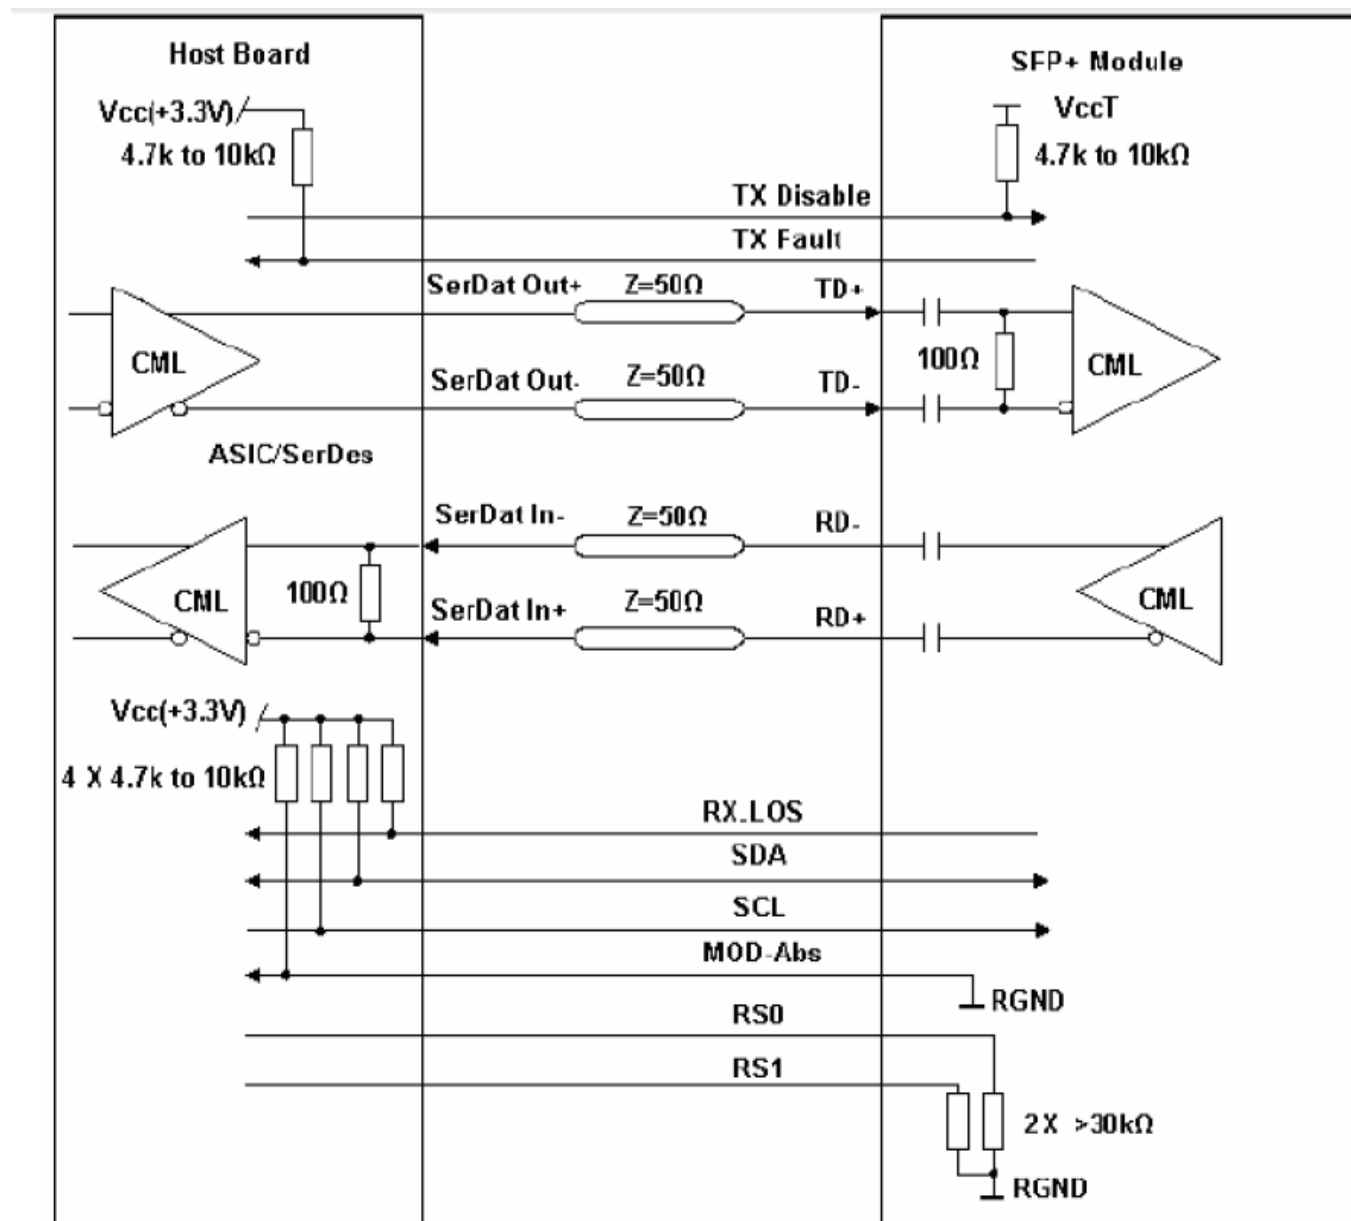 Host Board
SFP+ Module
Vcc(+3.3V)
VccT
4.7k to 10kΩ
4.7k to 10kΩ
TX Disable
TX Fault
SerDat Out+
Z=50Ω
TD+
CML
100Ω
CML
SerDat Out-
Z=50Ω
TD-
ASIC/SerDes
SerDat In-
Z=50Ω
RD-
100Ω
CML
SerDat In+
Z=50Ω
RD+
CML
Vcc(+3.3V)
4 X 4.7k to 10kΩ
RX_LOS
SDA
SCL
MOD-Abs
RGND
RS0
RS1
2X >30kΩ
RGND